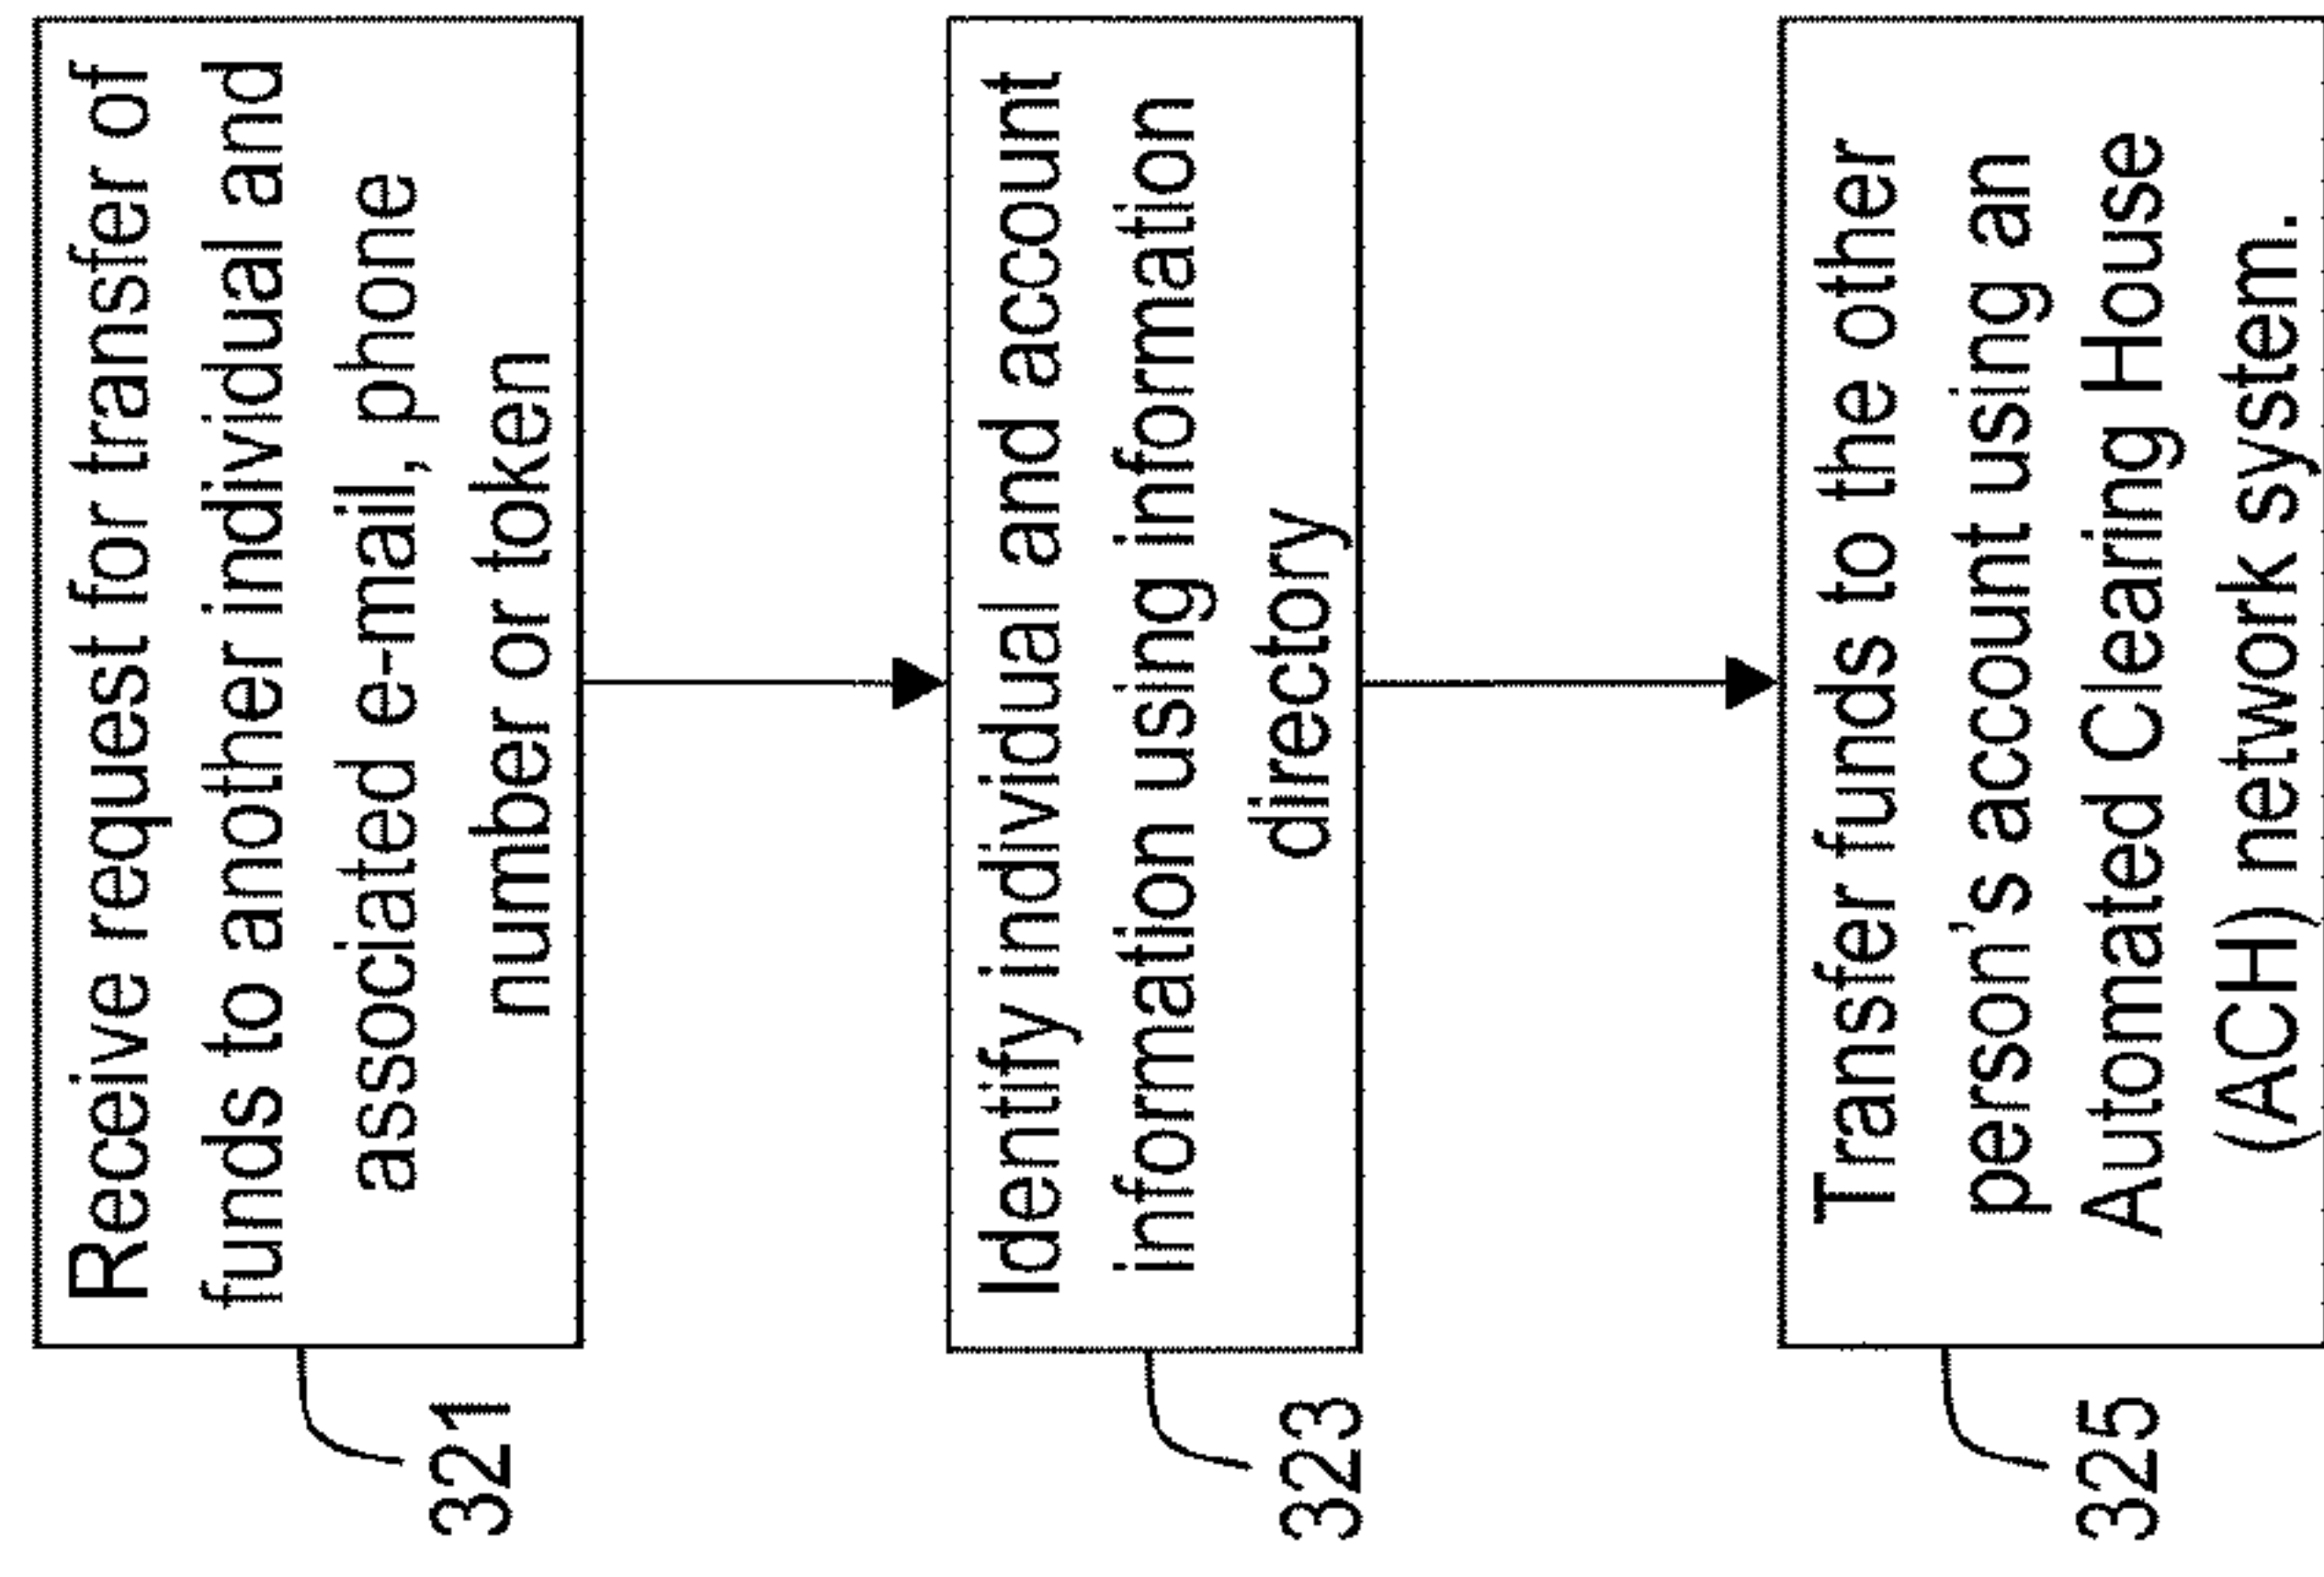 Receive request for transfer of
funds to another individual and
associated e-mail, phone
number or token
321
Identify individual and account
information using information
directory
323
Transfer funds to the other
person's account using an
Automated Clearing House
(ACH) network system.
325